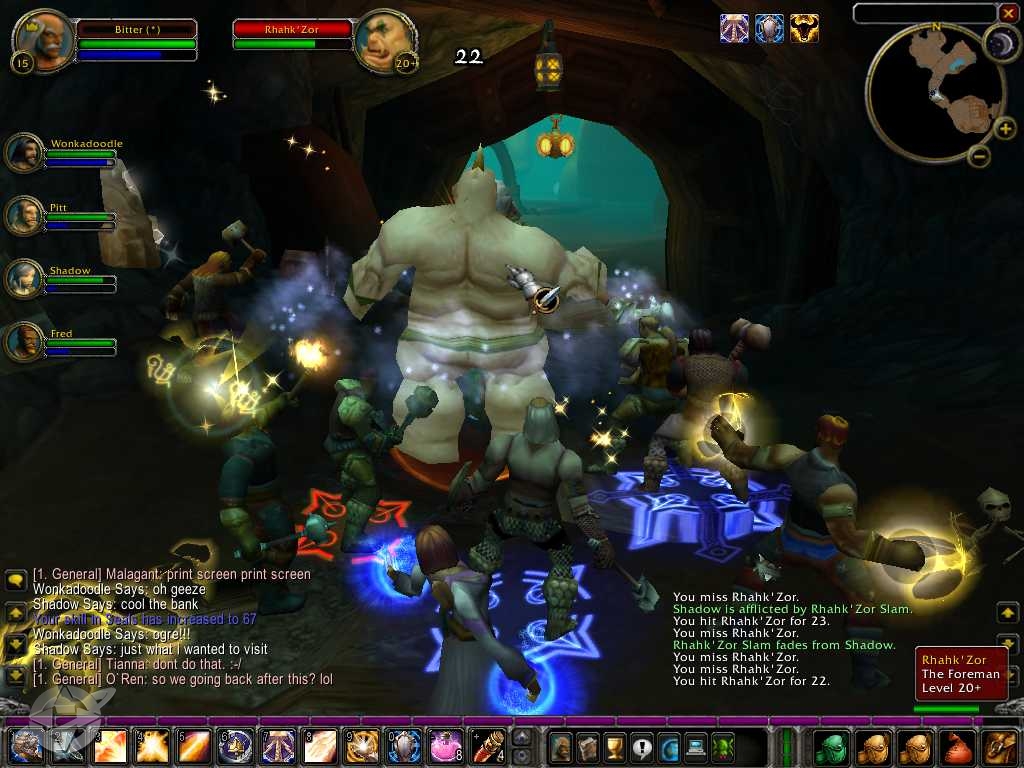 Bitter (*)
15
Rhahk'Zor
20+
22
N
Wonkadoodle
Pitt
Shadow
Fred
[1. General] Malagant: print screen print screen
Wonkadoodle Says: oh geeze
Shadow Says: cool the bank
Your skill in Seals has increased to 67
Wonkadoodle Says: ogre!!!
Shadow Says: just what I wanted to visit
[1. General] Tianna: dont do that. :-/
[1. General] O'Ren: so we going back after this? lol
You miss Rhahk'Zor.
Shadow is afflicted by Rhahk'Zor Slam.
You hit Rhahk'Zor for 23.
You miss Rhahk'Zor.
Rhahk'Zor Slam fades from Shadow.
You miss Rhahk'Zor.
You miss Rhahk'Zor.
You hit Rhahk'Zor for 22.
Rhahk'Zor
The Foreman
Level 20+